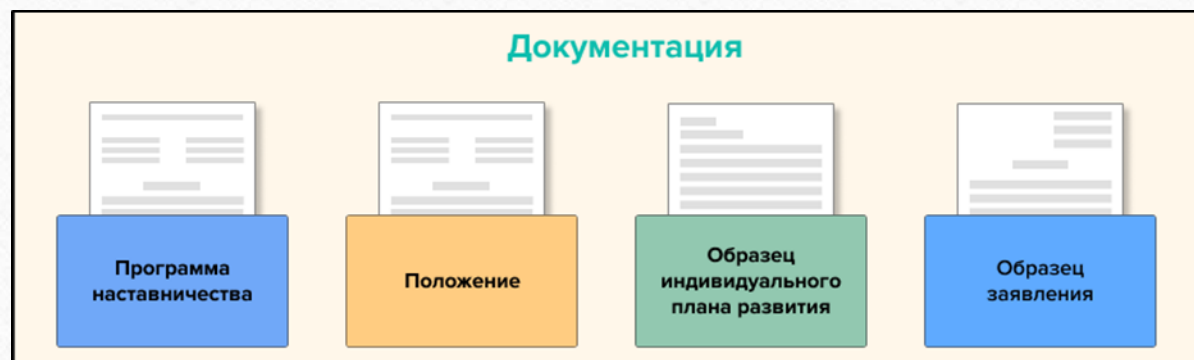 Документация
Программа
наставничества
Положение
Образец
индивидуального
плана развития
Образец
заявления